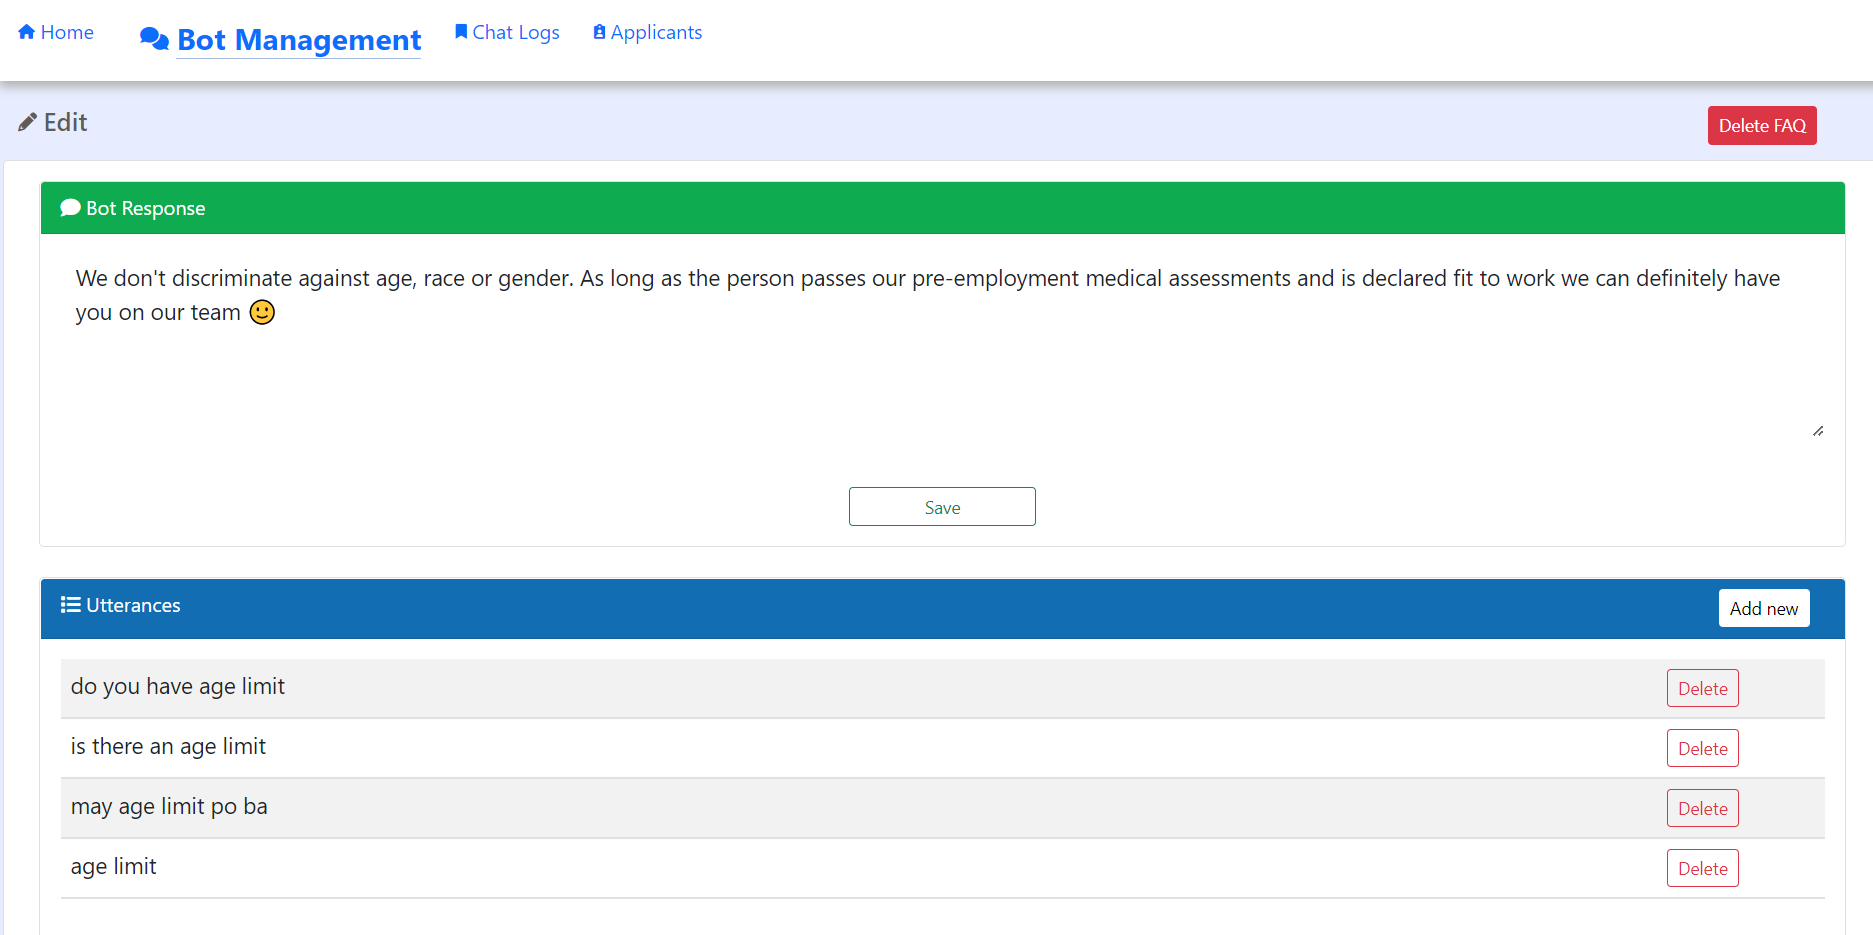 Home
Bot Management
Chat Logs
Applicants
Edit
Delete FAQ
Bot Response
We don't discriminate against age, race or gender. As long as the person passes our pre-employment medical assessments and is declared fit to work we can definitely have
you on our team 🙂
Save
Utterances
Add new
do you have age limit
Delete
is there an age limit
Delete
may age limit po ba
Delete
age limit
Delete